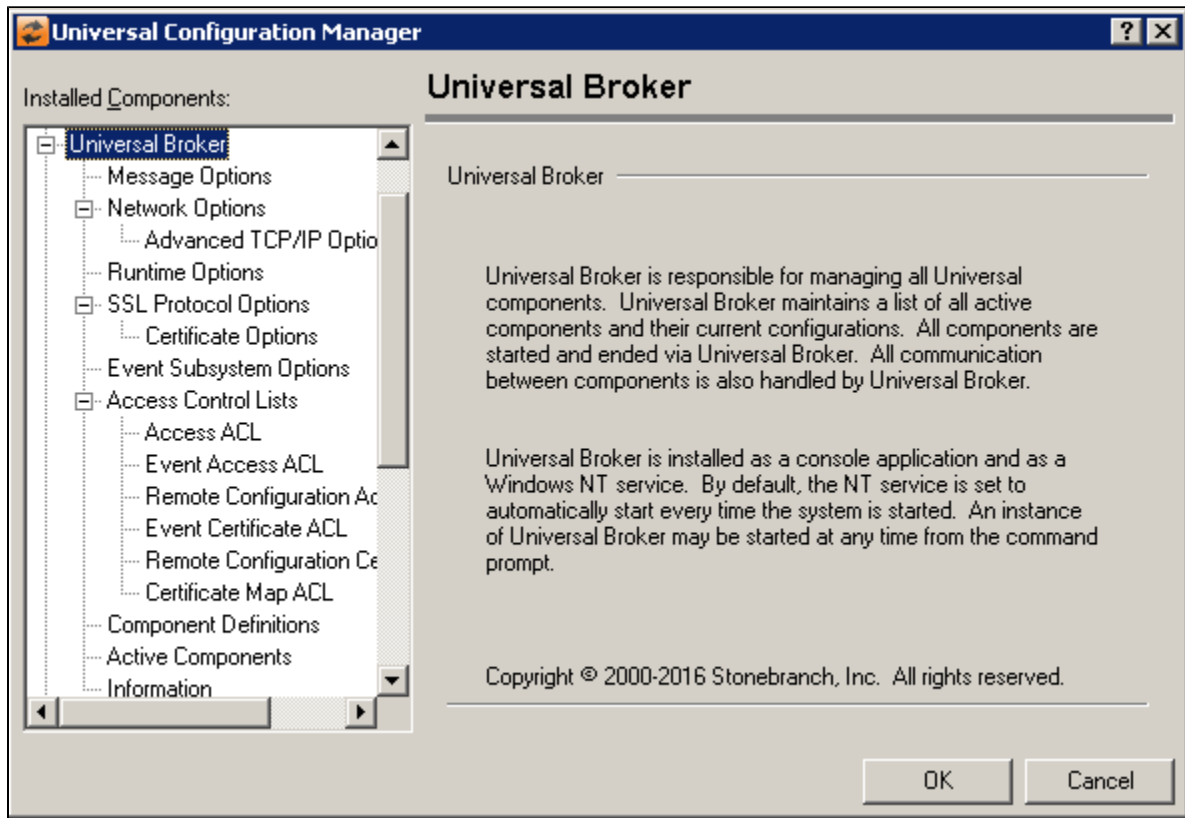 Universal Configuration Manager
Installed Components:
Universal Broker
Message Options
Network Options
Advanced TCP/IP Optio
Runtime Options
SSL Protocol Options
Certificate Options
Event Subsystem Options
Access Control Lists
Access ACL
Event Access ACL
Remote Configuration Ac
Event Certificate ACL
Remote Configuration Ce
Certificate Map ACL
Component Definitions
Active Components
Information
Universal Broker
Universal Broker
Universal Broker is responsible for managing all Universal
components. Universal Broker maintains a list of all active
components and their current configurations. All components are
started and ended via Universal Broker. All communication
between components is also handled by Universal Broker.
Universal Broker is installed as a console application and as a
Windows NT service. By default, the NT service is set to
automatically start every time the system is started. An instance
of Universal Broker may be started at any time from the command
prompt.
Copyright © 2000-2016 Stonebranch, Inc. All rights reserved.
OK
Cancel